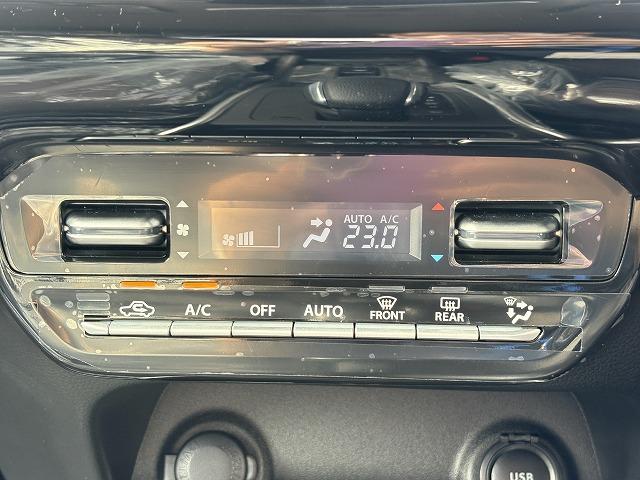 AUTO A/C
23.0
A/C OFF AUTO FRONT REAR
USB